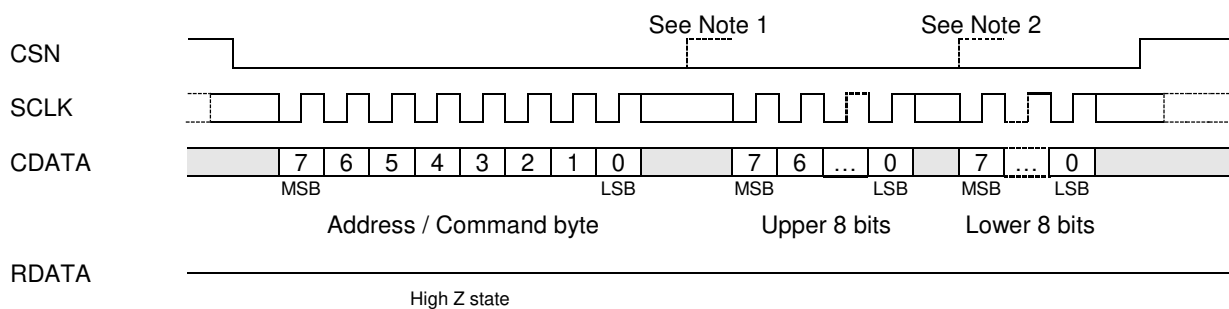 See Note 1 See Note 2
CSN
SCLK
CDATA 7 6 5 4 3 2 1 0 7 6 ... 0 7 ... 0
MSB LSB MSB LSB MSB LSB
Address / Command byte Upper 8 bits Lower 8 bits
RDATA
High Z state